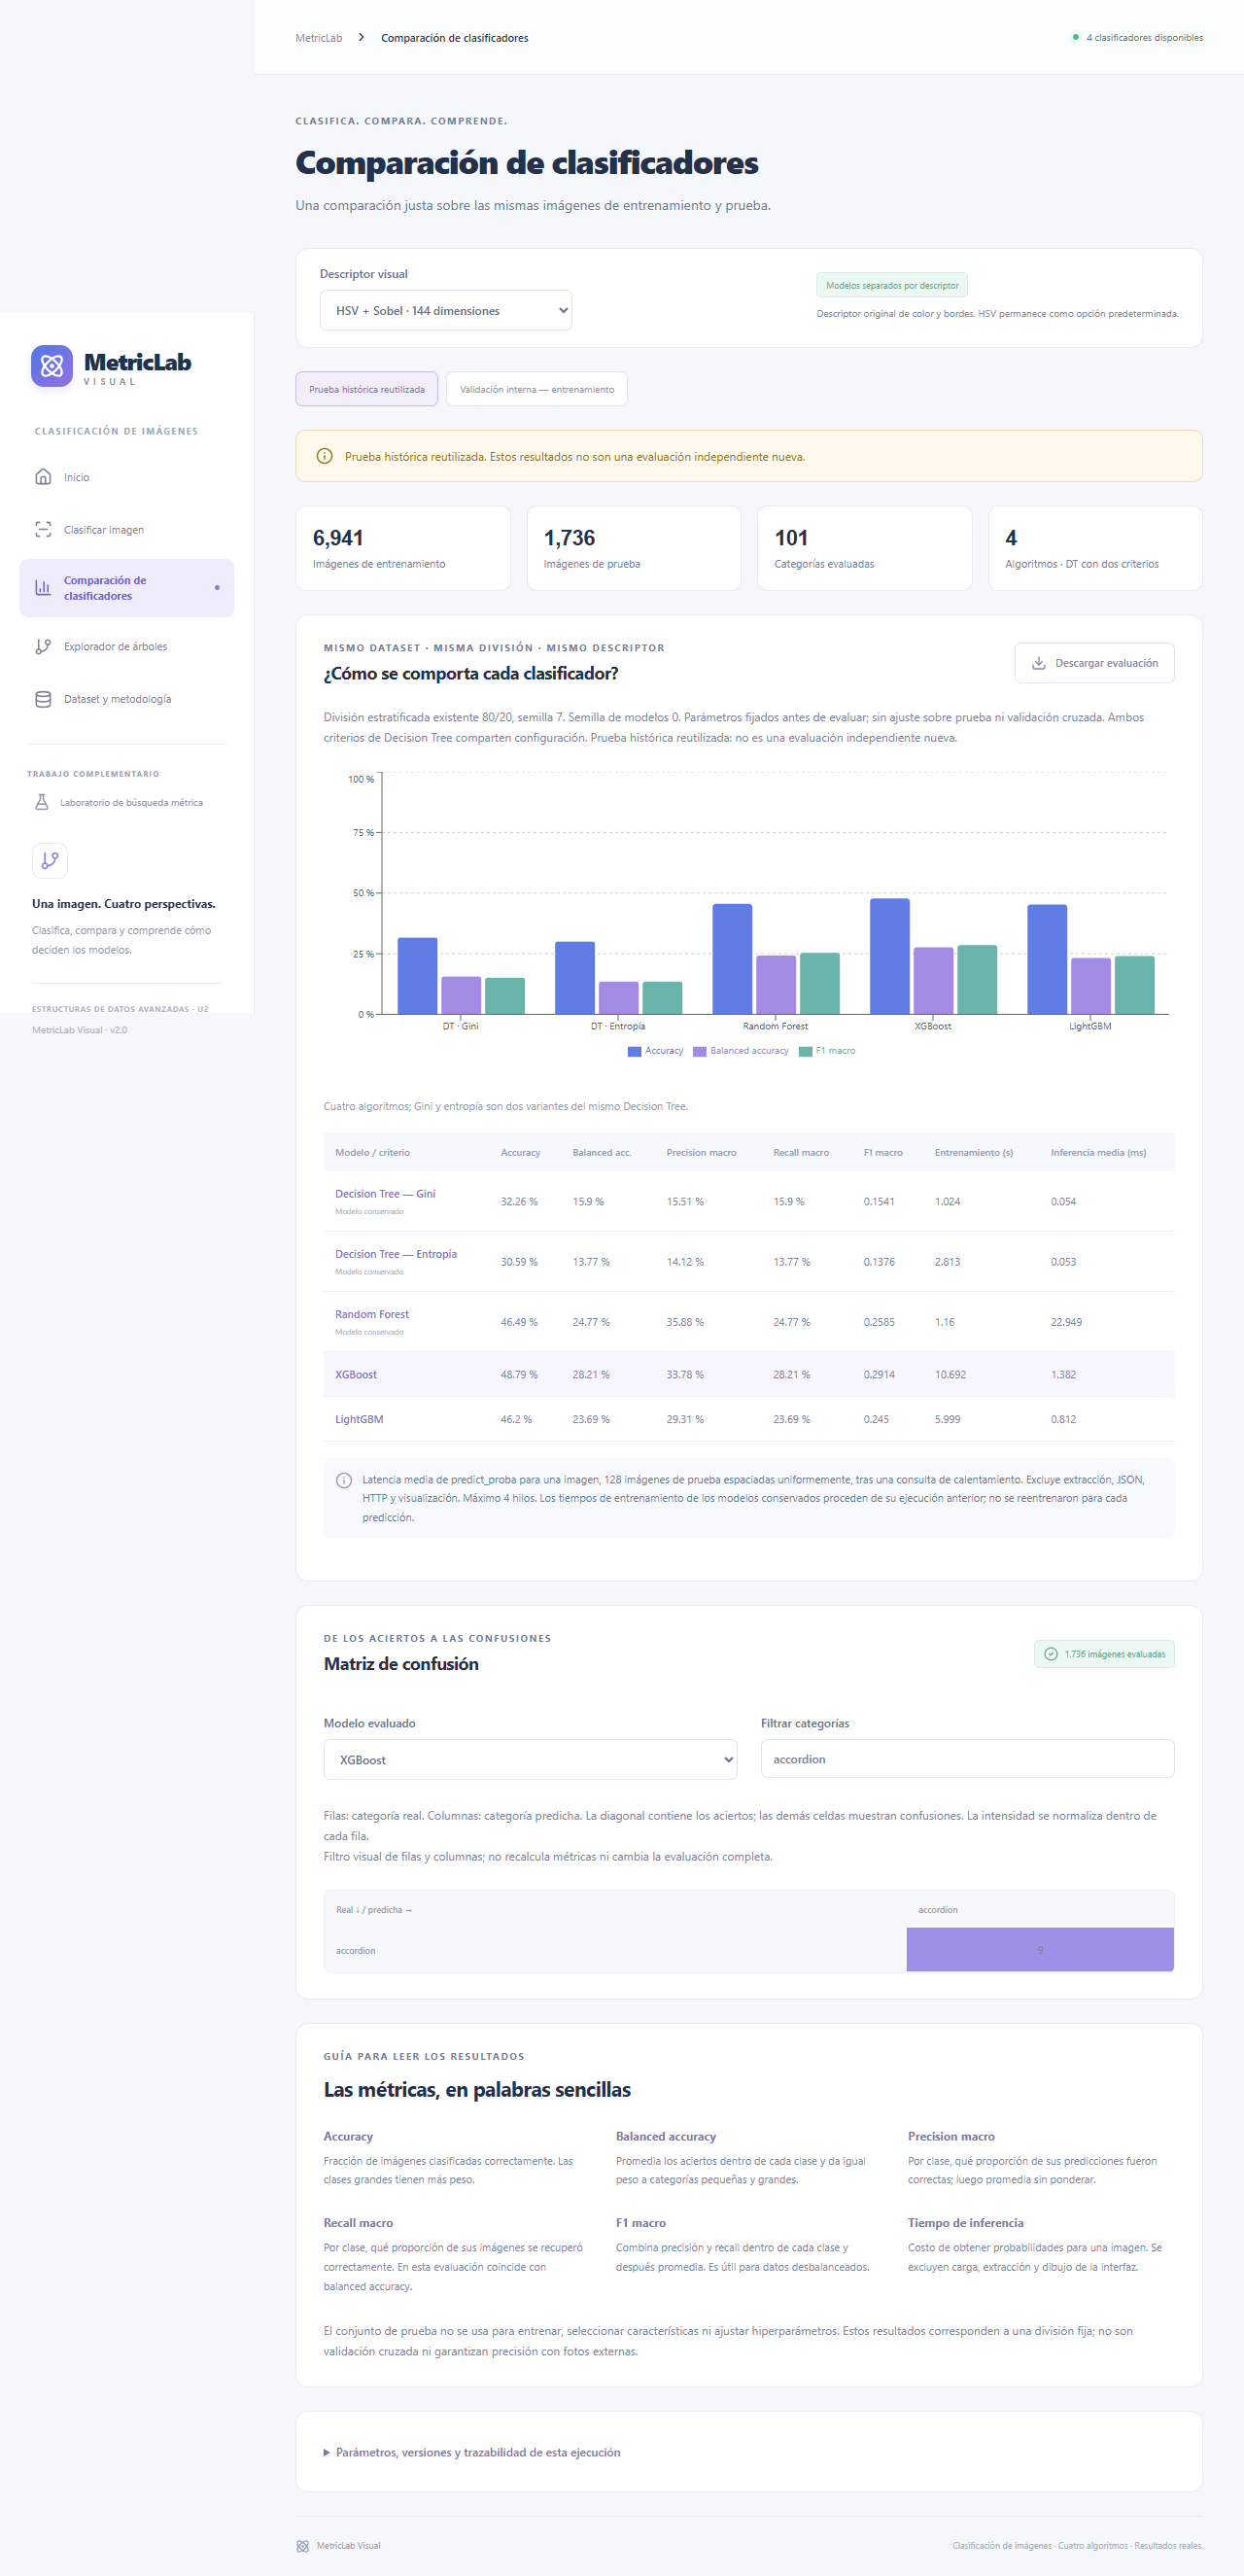 MetricLab > Comparación de clasificadores
4 clasificadores disponibles
CLASIFICA. COMPARA. COMPRENDE.
Comparación de clasificadores
Una comparación justa sobre las mismas imágenes de entrenamiento y prueba.
Descriptor visual
HSV + Sobel · 144 dimensiones
Modelos separados por descriptor
Descriptor original de color y bordes. HSV permanece como opción predeterminada.
Prueba histórica reutilizada
Validación interna — entrenamiento
Prueba histórica reutilizada. Estos resultados no son una evaluación independiente nueva.
6,941
Imágenes de entrenamiento
1,736
Imágenes de prueba
101
Categorías evaluadas
4
Algoritmos · DT con dos criterios
MetricLab
VISUAL
CLASIFICACIÓN DE IMÁGENES
Inicio
Clasificar imagen
Comparación de
clasificadores
Explorador de árboles
Dataset y metodología
TRABAJO COMPLEMENTARIO
Laboratorio de búsqueda métrica
Una imagen. Cuatro perspectivas.
Clasifica, compara y comprende cómo
deciden los modelos.
ESTRUCTURAS DE DATOS AVANZADAS · U2
MetricLab Visual · v2.0
MISMO DATASET · MISMA DIVISIÓN · MISMO DESCRIPTOR
¿Cómo se comporta cada clasificador?
Descargar evaluación
División estratificada existente 80/20, semilla 7. Semilla de modelos 0. Parámetros fijados antes de evaluar; sin ajuste sobre prueba ni validación cruzada. Ambos
criterios de Decision Tree comparten configuración. Prueba histórica reutilizada: no es una evaluación independiente nueva.
100 %
75 %
50 %
25 %
0 %
DT · Gini DT · Entropía Random Forest XGBoost LightGBM
Accuracy Balanced accuracy F1 macro
Cuatro algoritmos; Gini y entropía son dos variantes del mismo Decision Tree.
Modelo / criterio Accuracy Balanced acc. Precision macro Recall macro F1 macro Entrenamiento (s) Inferencia media (ms)
Decision Tree — Gini 32.26 % 15.9 % 15.51 % 15.9 % 0.1541 1.024 0.054
Modelo conservado
Decision Tree — Entropía 30.59 % 13.77 % 14.12 % 13.77 % 0.1376 2.813 0.053
Modelo conservado
Random Forest 46.49 % 24.77 % 35.88 % 24.77 % 0.2585 1.16 22.949
Modelo conservado
XGBoost 48.79 % 28.21 % 33.78 % 28.21 % 0.2914 10.692 1.382
LightGBM 46.2 % 23.69 % 29.31 % 23.69 % 0.245 5.999 0.812
Latencia media de predict_proba para una imagen, 128 imágenes de prueba espaciadas uniformemente, tras una consulta de calentamiento. Excluye extracción, JSON,
HTTP y visualización. Máximo 4 hilos. Los tiempos de entrenamiento de los modelos conservados proceden de su ejecución anterior; no se reentrenaron para cada
predicción.
DE LOS ACIERTOS A LAS CONFUSIONES
Matriz de confusión
1,736 imágenes evaluadas
Modelo evaluado
XGBoost
Filtrar categorías
accordion
Filas: categoría real. Columnas: categoría predicha. La diagonal contiene los aciertos; las demás celdas muestran confusiones. La intensidad se normaliza dentro de
cada fila.
Filtro visual de filas y columnas; no recalcula métricas ni cambia la evaluación completa.
Real ↓ / predicha → accordion
accordion 9
GUÍA PARA LEER LOS RESULTADOS
Las métricas, en palabras sencillas
Accuracy
Fracción de imágenes clasificadas correctamente. Las
clases grandes tienen más peso.
Balanced accuracy
Promedia los aciertos dentro de cada clase y da igual
peso a categorías pequeñas y grandes.
Precision macro
Por clase, qué proporción de sus predicciones fueron
correctas; luego promedia sin ponderar.
Recall macro
Por clase, qué proporción de sus imágenes se recuperó
correctamente. En esta evaluación coincide con
balanced accuracy.
F1 macro
Combina precisión y recall dentro de cada clase y
después promedia. Es útil para datos desbalanceados.
Tiempo de inferencia
Costo de obtener probabilidades para una imagen. Se
excluyen carga, extracción y dibujo de la interfaz.
El conjunto de prueba no se usa para entrenar, seleccionar características ni ajustar hiperparámetros. Estos resultados corresponden a una división fija; no son
validación cruzada ni garantizan precisión con fotos externas.
Parámetros, versiones y trazabilidad de esta ejecución
MetricLab Visual
Clasificación de imágenes · Cuatro algoritmos · Resultados reales.